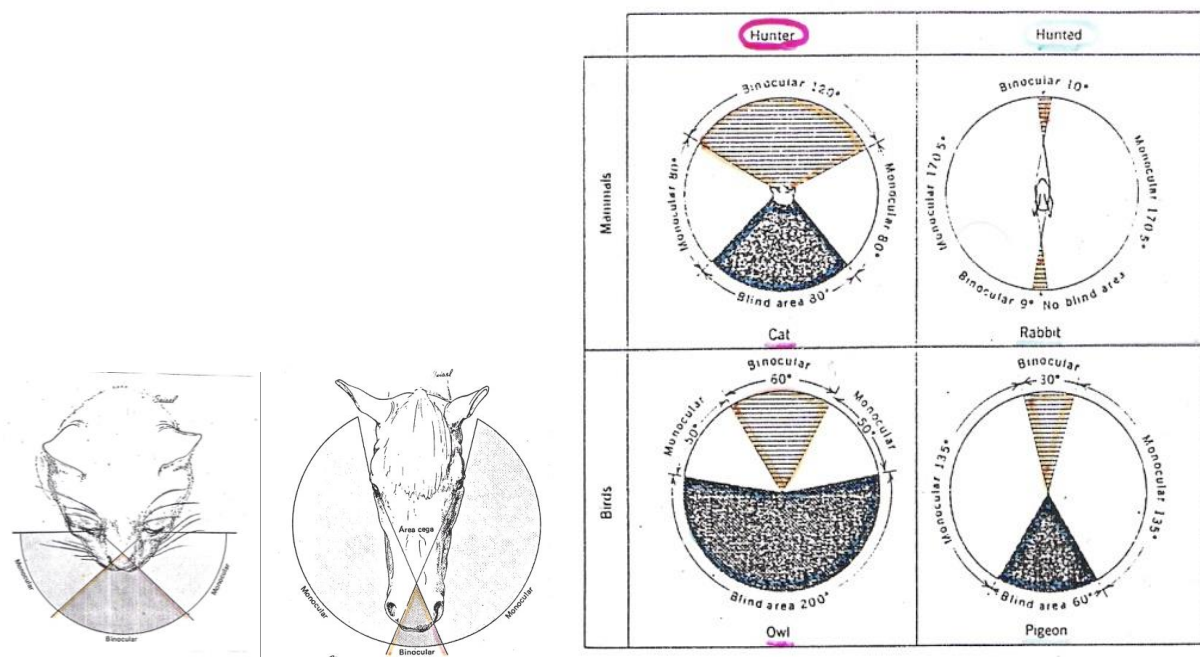 Hunter
Hunted
Mammals
Binocular 120°
Monocular 80°
Monocular 80°
Blind area 80°
Cat
Binocular 10°
Monocular 170 5°
Monocular 170 5°
Binocular 9° No blind area
Rabbit
Birds
Binocular
60°
Monocular
50°
Monocular
50°
Blind area 200°
Owl
Binocular
30°
Monocular 135°
Monocular 135°
Blind area 60°
Pigeon
Monocular
Monocular
Binocular
Área cega
Monocular
Monocular
Binocular